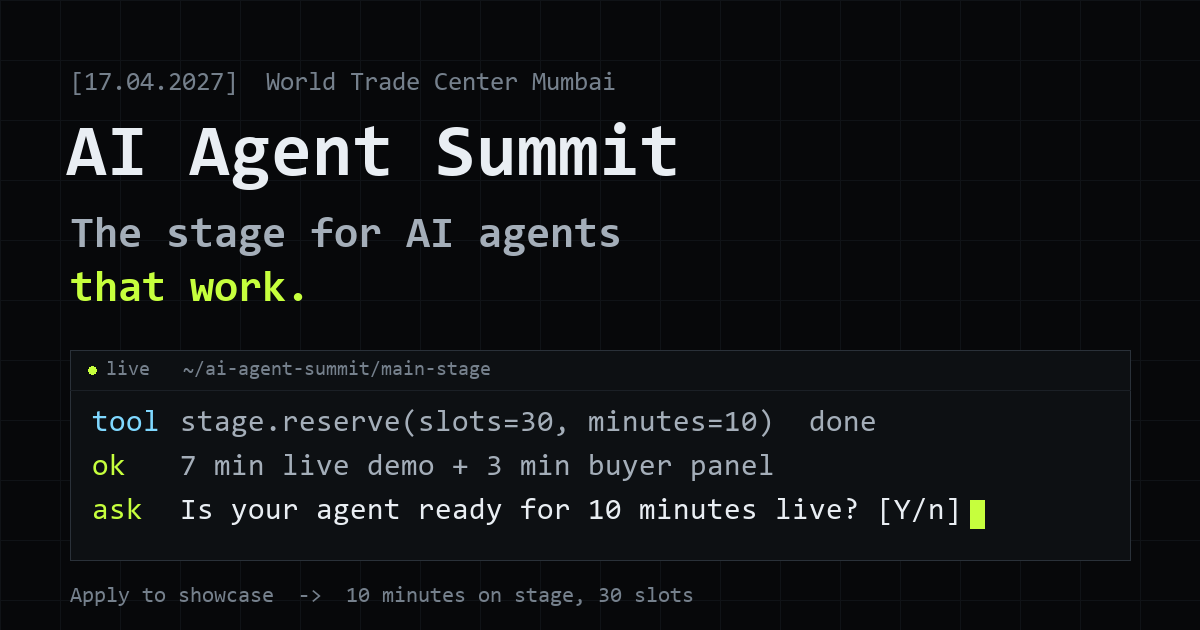 [17.04.2027]  World Trade Center Mumbai
AI Agent Summit
The stage for AI agents
that work.
live   ~/ai-agent-summit/main-stage
tool stage.reserve(slots=30, minutes=10)  done
ok   7 min live demo + 3 min buyer panel
ask  Is your agent ready for 10 minutes live? [Y/n]
Apply to showcase  ->  10 minutes on stage, 30 slots